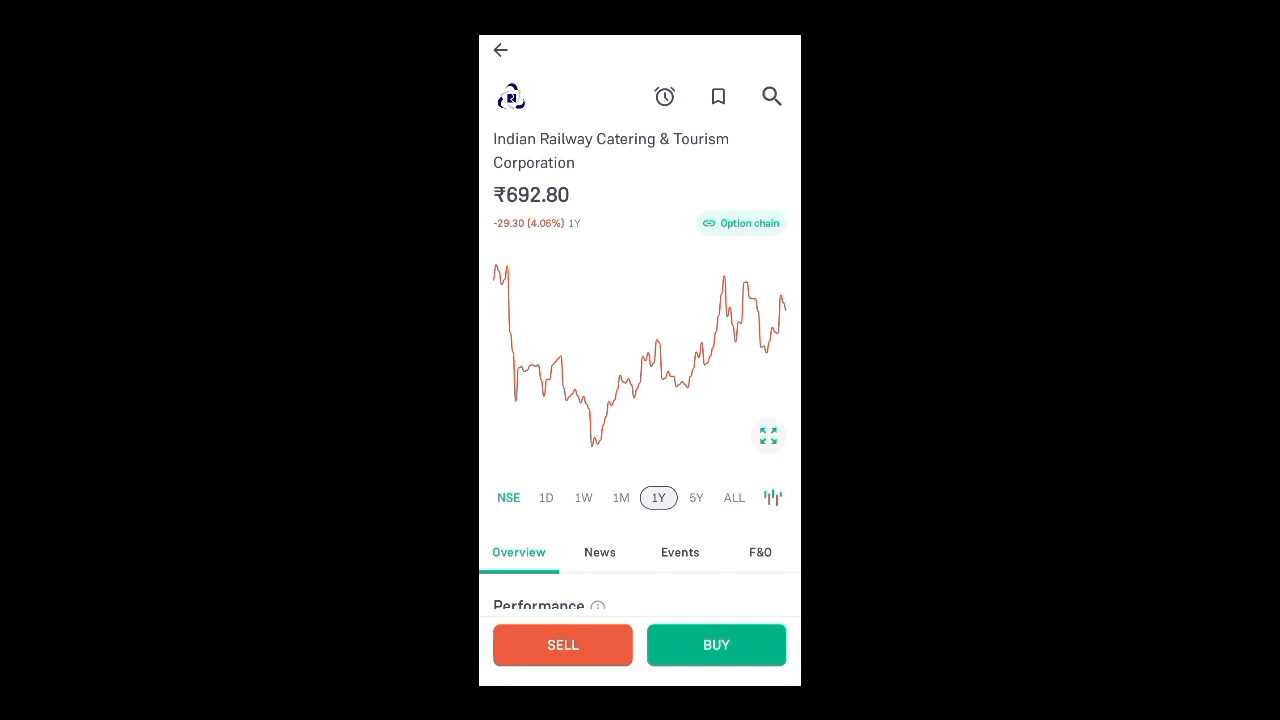 Indian Railway Catering & Tourism
Corporation
₹692.80
-29.30 (4.06%) 1Y
Option chain
NSE 1D 1W 1M 1Y 5Y ALL
Overview News Events F&O
Performance
SELL BUY